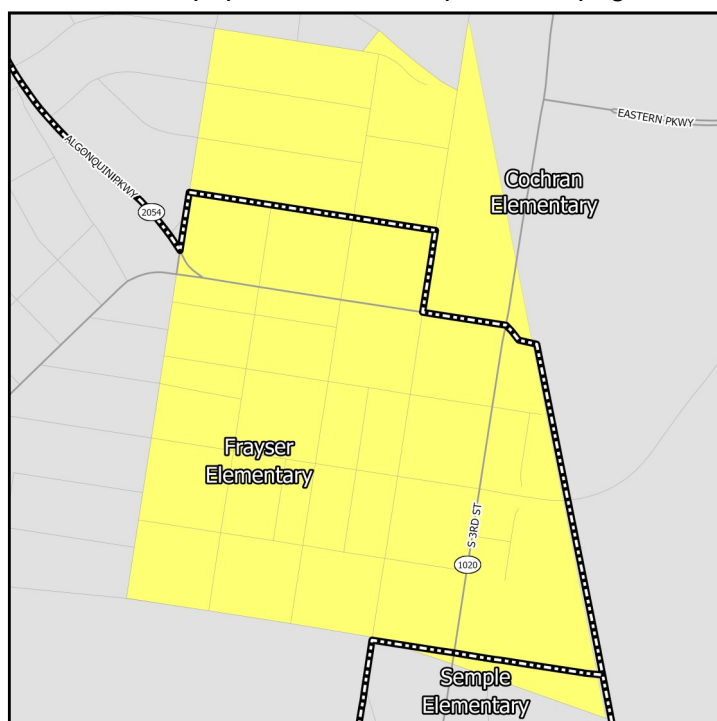 EASTERN PKWY
ALGONQUIN PKWY
2054
Cochran
Elementary
Frayser
Elementary
S 3RD ST
1020
Semple
Elementary